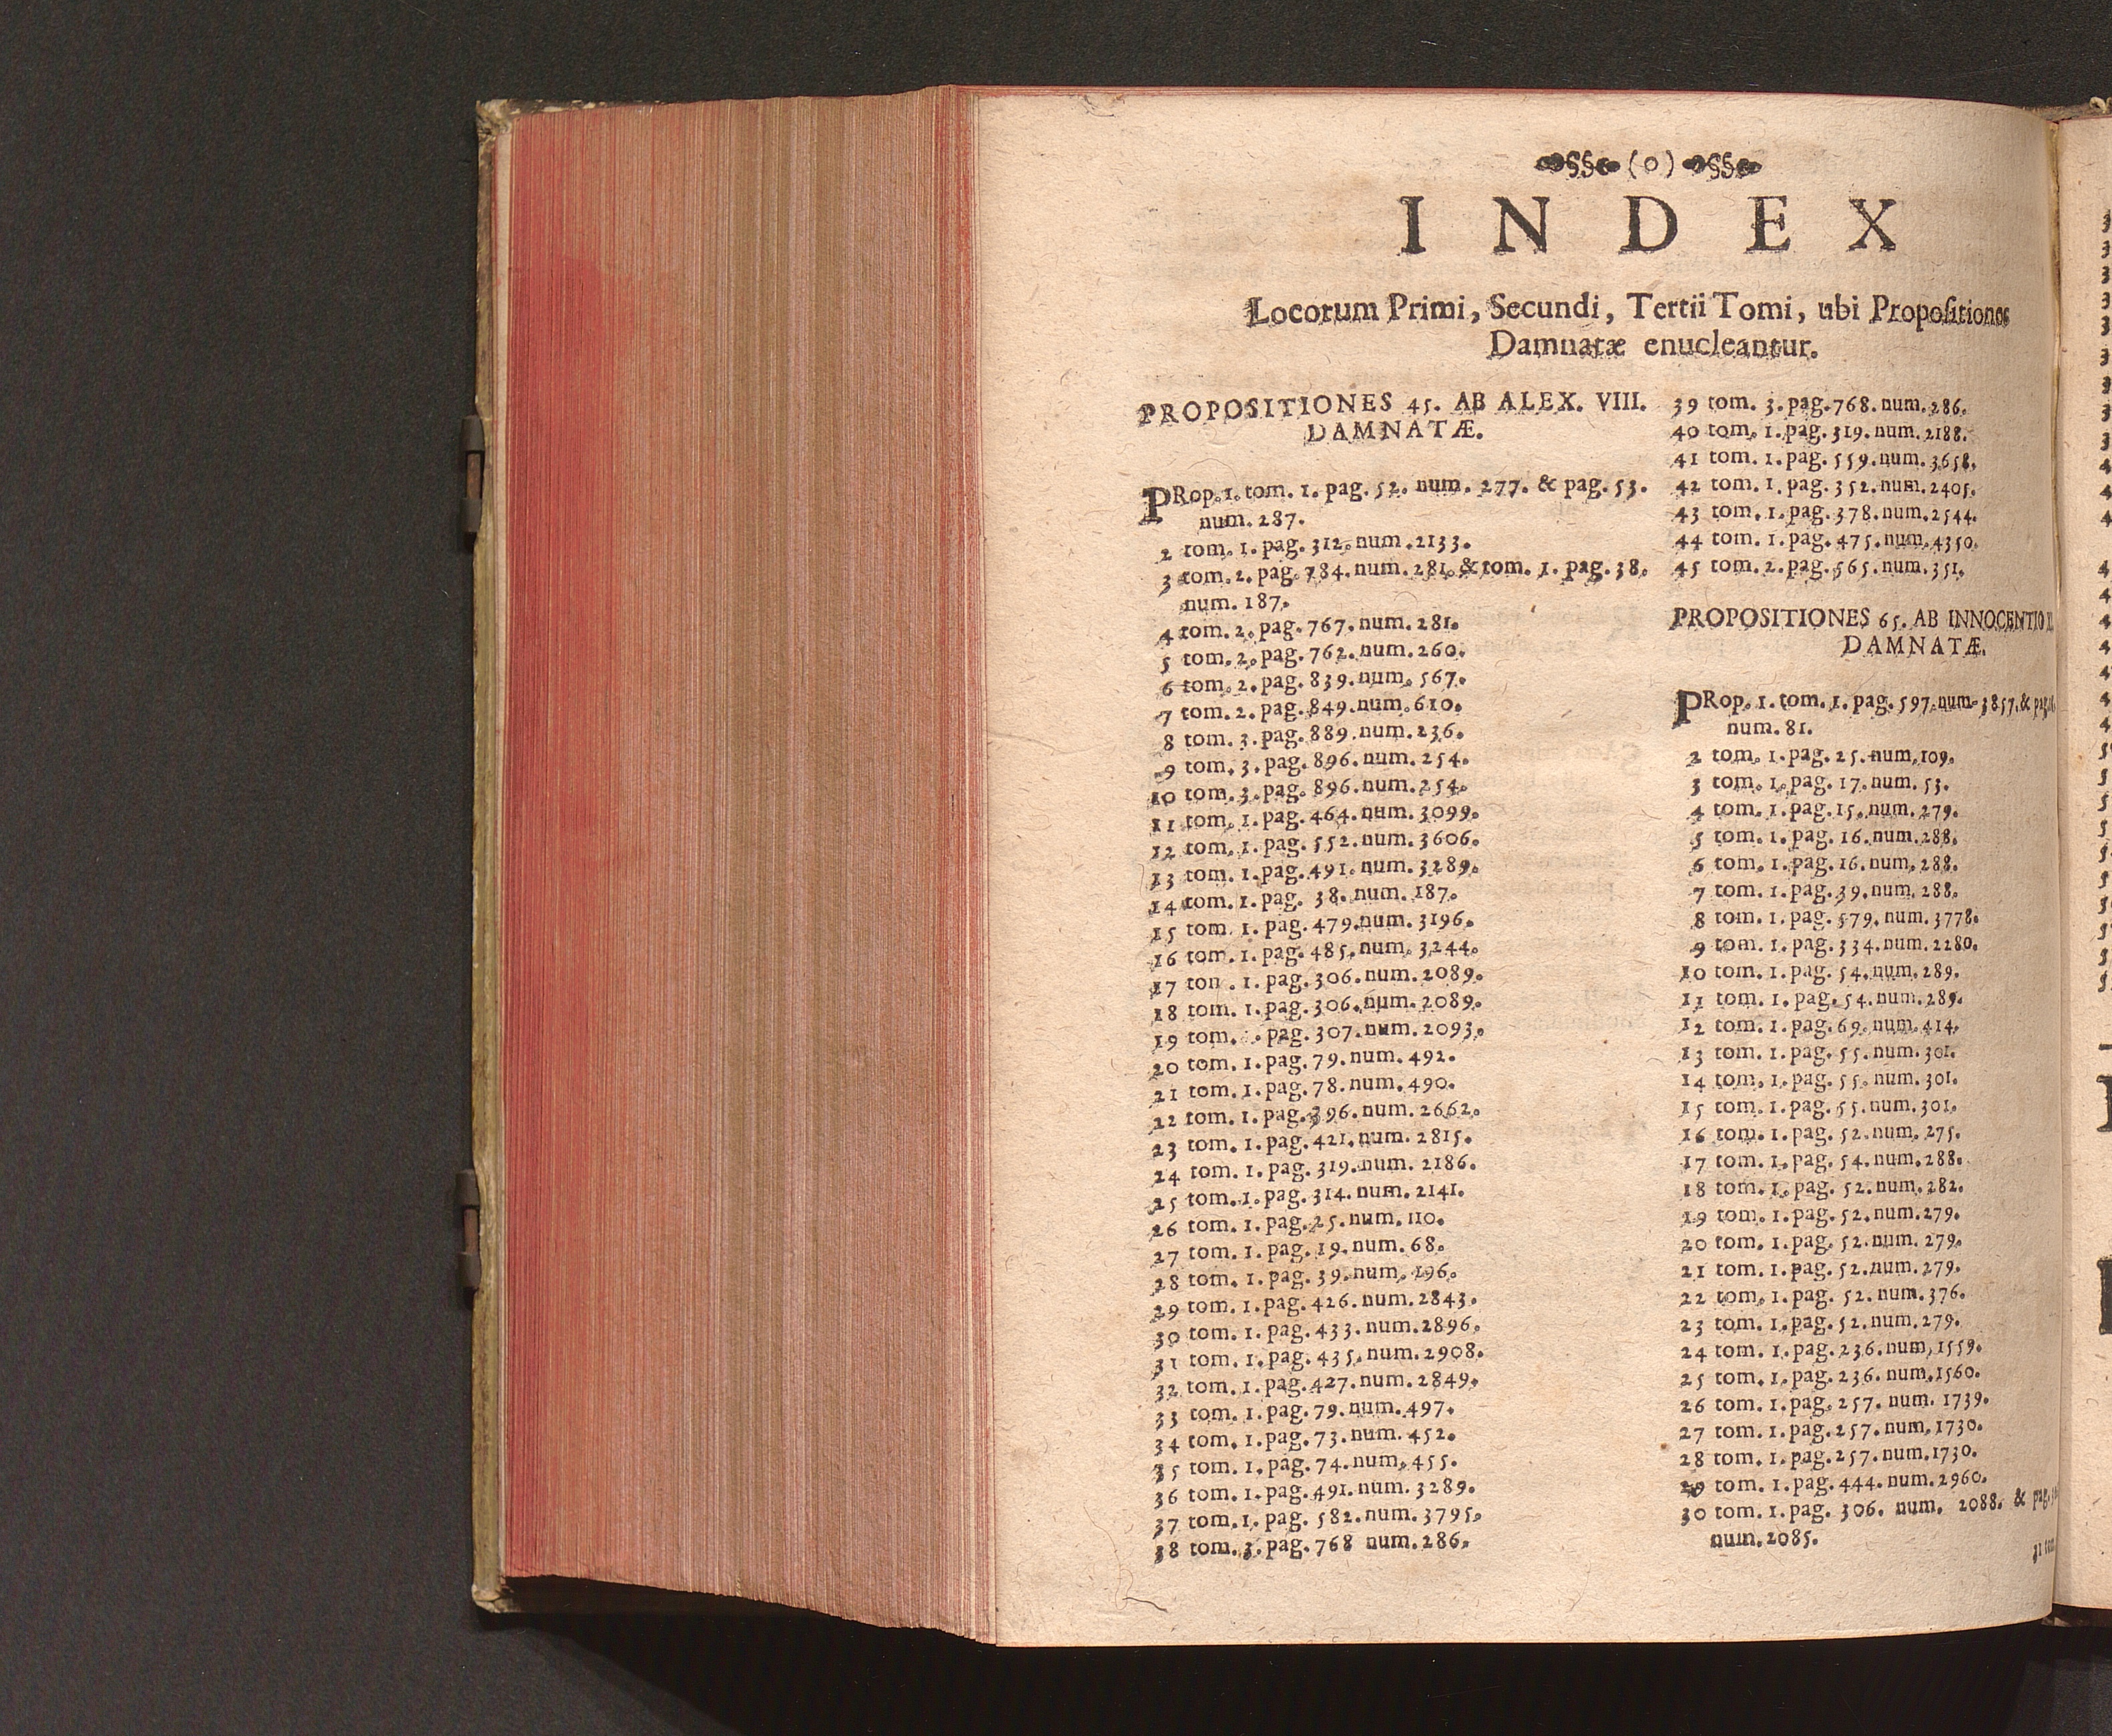 (0)
INDEX
Locorum Primi, Secundi, Tertii Tomi, ubi Propositiones
Damnatæ enucleantur.
PROPOSITIONES 45. AB ALEX. VIII.
DAMNATÆ.
PRop. 1. tom. 1. pag. 52. num. 277. & pag. 53.
num. 287.
2 tom. 1. pag. 312. num. 2133.
3 tom. 2. pag. 784. num. 281. & tom. 1. pag. 38.
num. 187.
4 tom. 2. pag. 767. num. 281.
5 tom. 2. pag. 762. num. 260.
6 tom. 2. pag. 839. num. 567.
7 tom. 2. pag. 849. num. 610.
8 tom. 3. pag. 889. num. 236.
9 tom. 3. pag. 896. num. 254.
10 tom. 3. pag. 896. num. 254.
11 tom. 1. pag. 464. num. 3099.
12 tom. 1. pag. 552. num. 3606.
13 tom. 1. pag. 491. num. 3289.
14 tom. 1. pag. 38. num. 187.
15 tom. 1. pag. 479. num. 3196.
16 tom. 1. pag. 485. num. 3244.
17 tom. 1. pag. 306. num. 2089.
18 tom. 1. pag. 306. num. 2089.
19 tom. pag. 307. num. 2093.
20 tom. 1. pag. 79. num. 492.
21 tom. 1. pag. 78. num. 490.
22 tom. 1. pag. 396. num. 2662.
23 tom. 1. pag. 421. num. 2815.
24 tom. 1. pag. 319. num. 2186.
25 tom. 1. pag. 314. num. 2141.
26 tom. 1. pag. 25. num. 110.
27 tom. 1. pag. 19. num. 68.
28 tom. 1. pag. 39. num. 196.
29 tom. 1. pag. 426. num. 2843.
30 tom. 1. pag. 433. num. 2896.
31 tom. 1. pag. 435. num. 2908.
32 tom. 1. pag. 427. num. 2849.
33 tom. 1. pag. 79. num. 497.
34 tom. 1. pag. 73. num. 452.
35 tom. 1. pag. 74. num. 455.
36 tom. 1. pag. 491. num. 3289.
37 tom. 1. pag. 582. num. 3795.
38 tom. 3. pag. 768 num. 286.
39 tom. 3. pag. 768. num. 286.
40 tom. 1. pag. 319. num. 2188.
41 tom. 1. pag. 559. num. 3658.
42 tom. 1. pag. 352. num. 2405.
43 tom. 1. pag. 378. num. 2544.
44 tom. 1. pag. 475. num. 4350.
45 tom. 2. pag. 565. num. 351.
PROPOSITIONES 65. AB INNOCENTIO
DAMNATÆ.
PRop. 1. tom. 1. pag. 597. num. 3857. &
num. 81.
2 tom. 1. pag. 25. num. 109.
3 tom. 1. pag. 17. num. 53.
4 tom. 1. pag. 15. num. 279.
5 tom. 1. pag. 16. num. 288.
6 tom. 1. pag. 16. num. 288.
7 tom. 1. pag. 39. num. 288.
8 tom. 1. pag. 579. num. 3778.
9 tom. 1. pag. 334. num. 2280.
10 tom. 1. pag. 54. num. 289.
11 tom. 1. pag. 54. num. 289.
12 tom. 1. pag. 69. num. 414.
13 tom. 1. pag. 55. num. 301.
14 tom. 1. pag. 55. num. 301.
15 tom. 1. pag. 55. num. 301.
16 tom. 1. pag. 52. num. 275.
17 tom. 1. pag. 54. num. 288.
18 tom. 1. pag. 52. num. 282.
19 tom. 1. pag. 52. num. 279.
20 tom. 1. pag. 52. num. 279.
21 tom. 1. pag. 52. num. 279.
22 tom. 1. pag. 52. num. 376.
23 tom. 1. pag. 52. num. 279.
24 tom. 1. pag. 236. num. 1559.
25 tom. 1. pag. 236. num. 1560.
26 tom. 1. pag. 257. num. 1739.
27 tom. 1. pag. 257. num. 1730.
28 tom. 1. pag. 257. num. 1730.
29 tom. 1. pag. 444. num. 2960.
30 tom. 1. pag. 306. num. 2088. & pag.
num. 2085.
31 tom